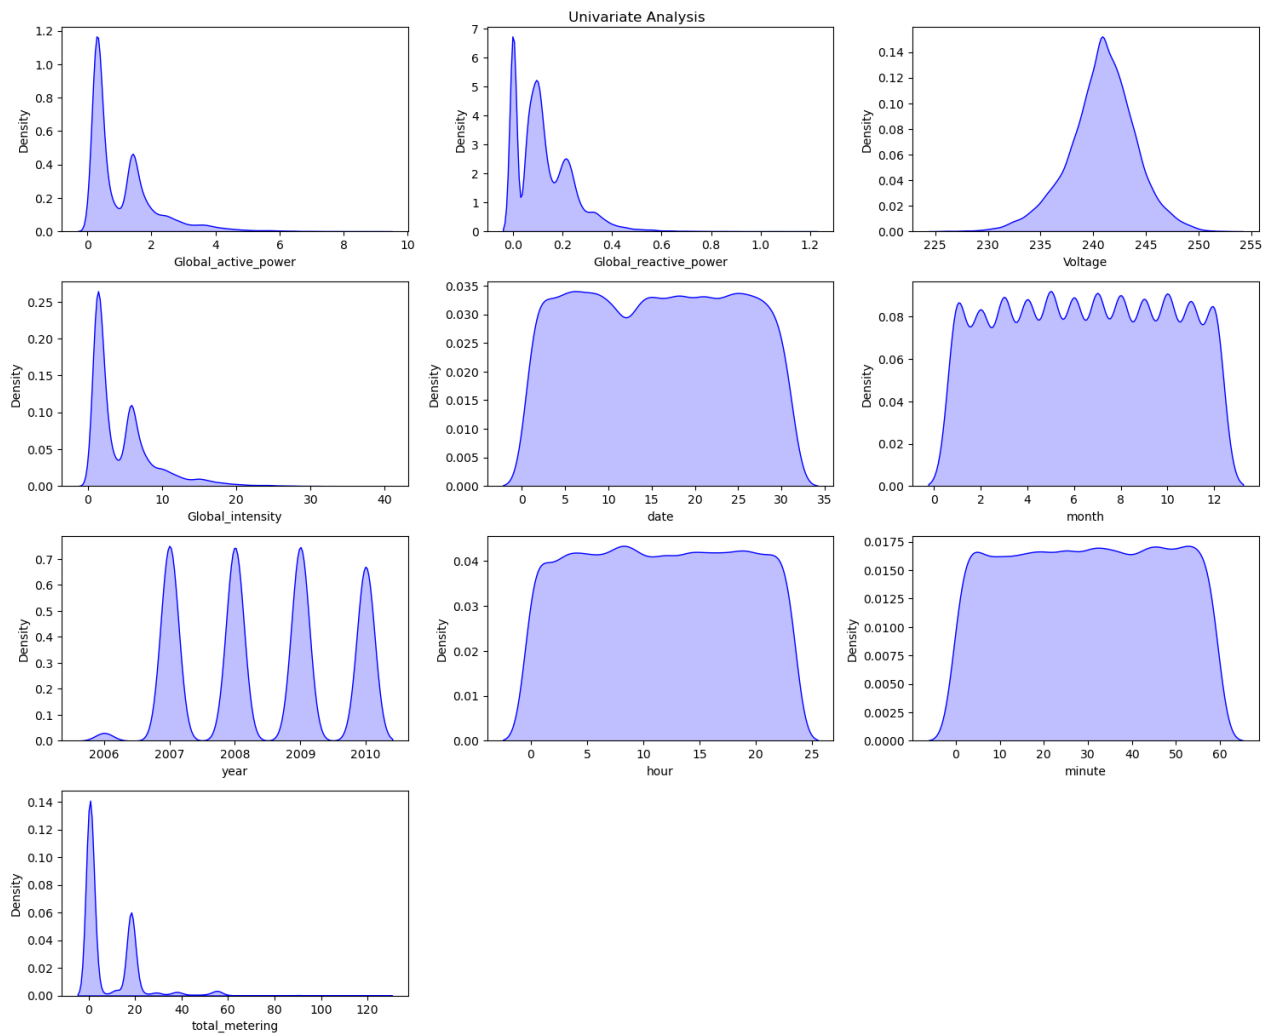 Univariate Analysis
1.2
1.0
0.8
0.6
0.4
0.2
0.0
Density
0 2 4 6 8 10
Global_active_power
7
6
5
4
3
2
1
0
Density
0.0 0.2 0.4 0.6 0.8 1.0 1.2
Global_reactive_power
0.14
0.12
0.10
0.08
0.06
0.04
0.02
0.00
Density
225 230 235 240 245 250 255
Voltage
0.25
0.20
0.15
0.10
0.05
0.00
Density
0 10 20 30 40
Global_intensity
0.035
0.030
0.025
0.020
0.015
0.010
0.005
0.000
Density
0 5 10 15 20 25 30 35
date
0.08
0.06
0.04
0.02
0.00
Density
0 2 4 6 8 10 12
month
0.7
0.6
0.5
0.4
0.3
0.2
0.1
0.0
Density
2006 2007 2008 2009 2010
year
0.04
0.03
0.02
0.01
0.00
Density
0 5 10 15 20 25
hour
0.0175
0.0150
0.0125
0.0100
0.0075
0.0050
0.0025
0.0000
Density
0 10 20 30 40 50 60
minute
0.14
0.12
0.10
0.08
0.06
0.04
0.02
0.00
Density
0 20 40 60 80 100 120
total_metering